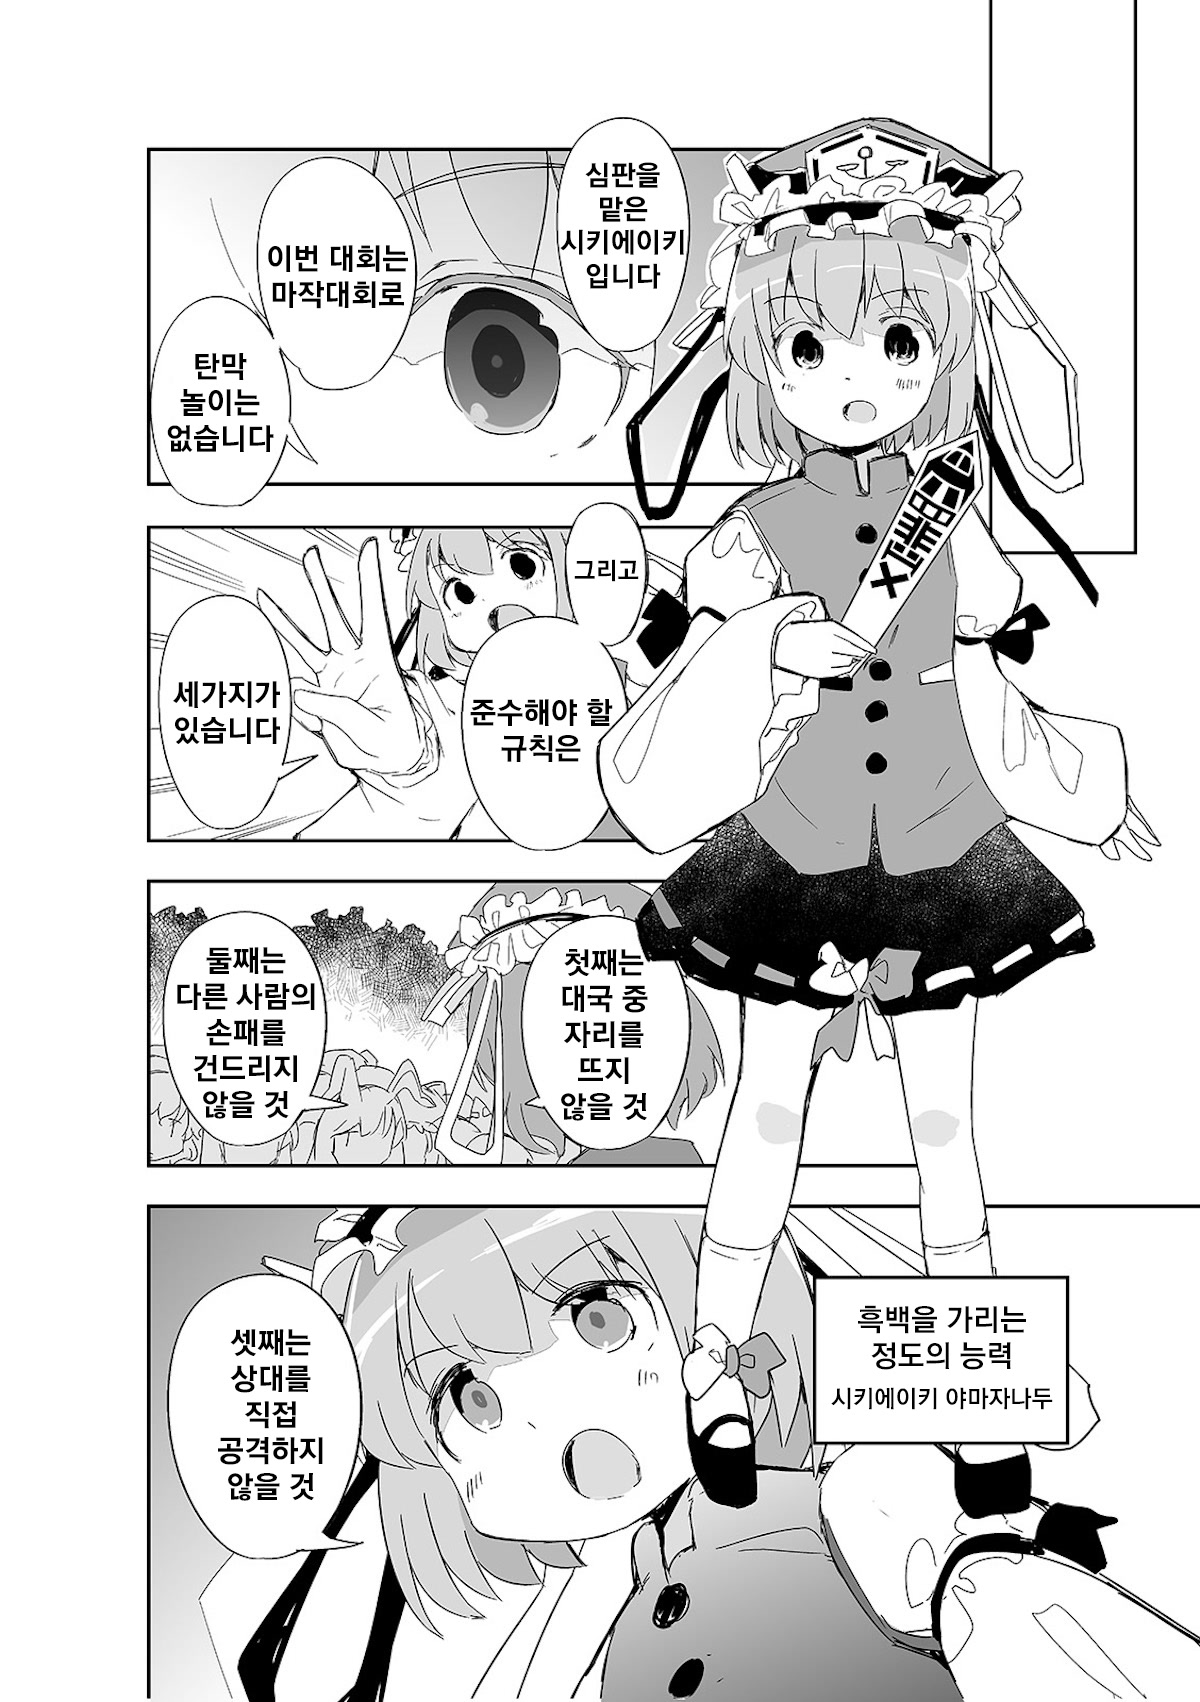 심판을
맡은
시키에이키
입니다
이번 대회는
마작대회로
탄막
놀이는
없습니다
그리고
준수해야 할
규칙은
세가지가
있습니다
첫째는
대국 중
자리를
뜨지
않을 것
둘째는
다른 사람의
손패를
건드리지
않을 것
셋째는
상대를
직접
공격하지
않을 것
흑백을 가리는
정도의 능력
시키에이키 야마자나두